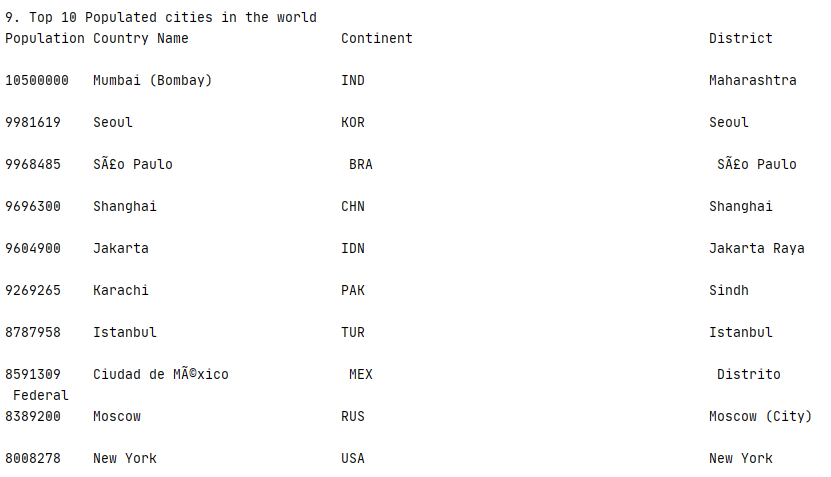 9. Top 10 Populated cities in the world
Population Country Name Continent District
10500000 Mumbai (Bombay) IND Maharashtra
9981619 Seoul KOR Seoul
9968485 SÃ£o Paulo BRA SÃ£o Paulo
9696300 Shanghai CHN Shanghai
9604900 Jakarta IDN Jakarta Raya
9269265 Karachi PAK Sindh
8787958 Istanbul TUR Istanbul
8591309 Ciudad de MÃ©xico MEX Distrito
Federal
8389200 Moscow RUS Moscow (City)
8008278 New York USA New York